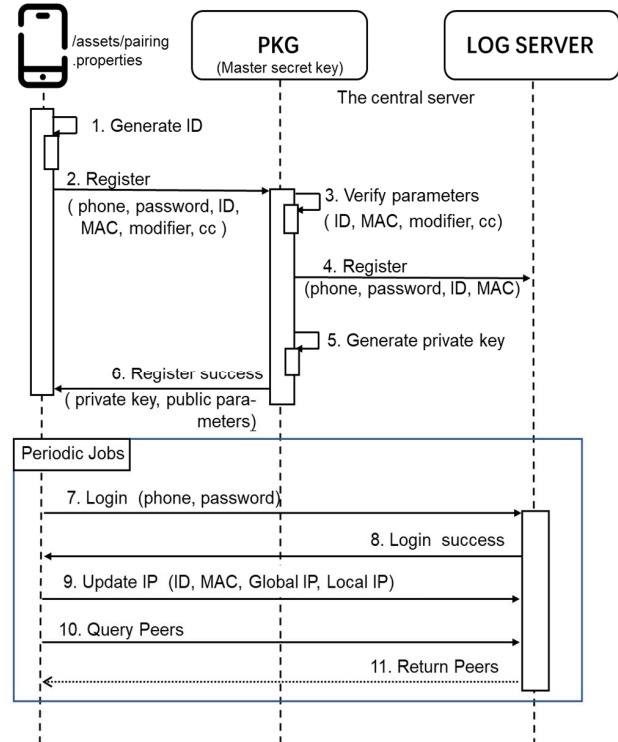 /assets/pairing
.properties
PKG
(Master secret key)
LOG SERVER
The central server
1. Generate ID
2. Register
( phone, password, ID,
MAC, modifier, cc )
3. Verify parameters
( ID, MAC, modifier, cc)
4. Register
(phone, password, ID, MAC)
5. Generate private key
6. Register success
( private key, public para-
meters)
Periodic Jobs
7. Login (phone, password)
8. Login success
9. Update IP (ID, MAC, Global IP, Local IP)
10. Query Peers
11. Return Peers